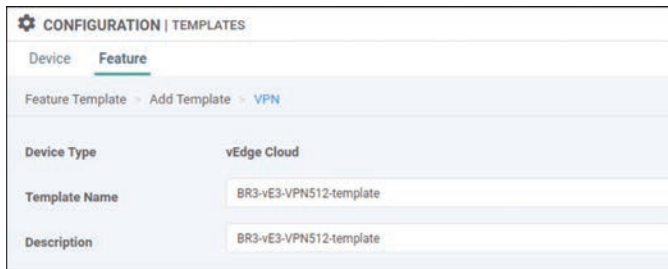 CONFIGURATION | TEMPLATES
Device Feature
Feature Template > Add Template > VPN
Device Type vEdge Cloud
Template Name BR3-vE3-VPN512-template
Description BR3-vE3-VPN512-template